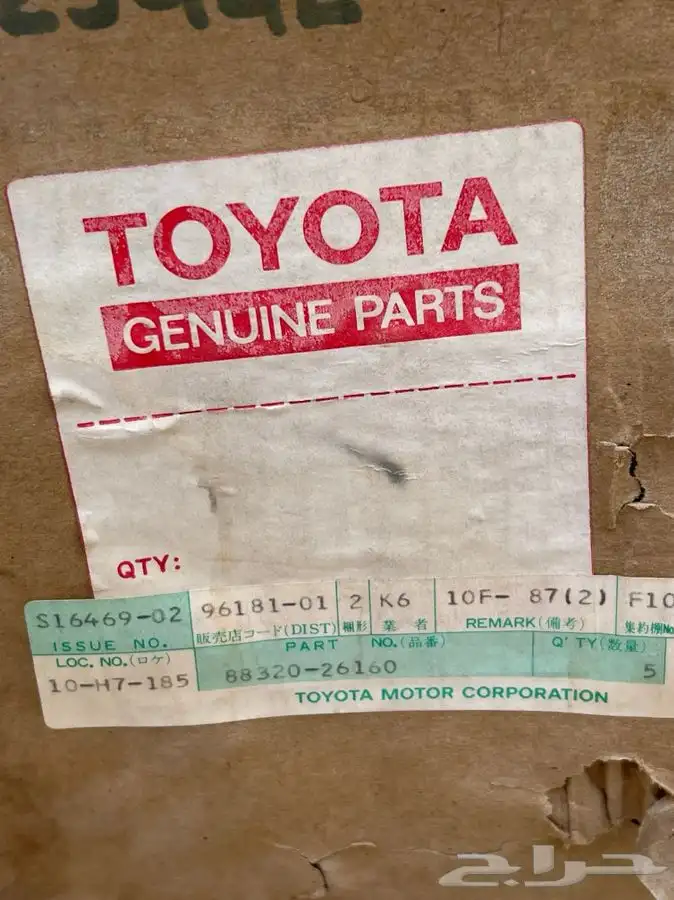 TOYOTA
GENUINE PARTS
QTY:
S16469-02 96181-01 2 K6 10F- 87(2) F10
ISSUE NO. 販売店コード(DIST) 梱形 業者 REMARK(備考) 集約棚No
LOC. NO.(ロケ) PART NO.(品番) Q'TY(数量)
10-H7-185 88320-26160 5
TOYOTA MOTOR CORPORATION
حراج